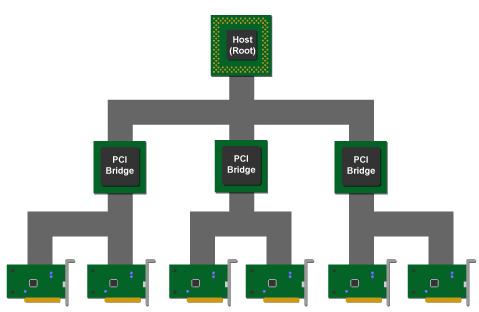 Host
(Root)
PCI
Bridge
PCI
Bridge
PCI
Bridge